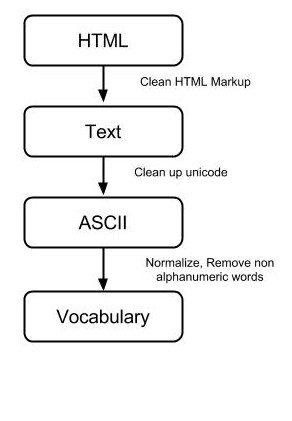 HTML
Clean HTML Markup
Text
Clean up unicode
ASCII
Normalize, Remove non
alphanumeric words
Vocabulary